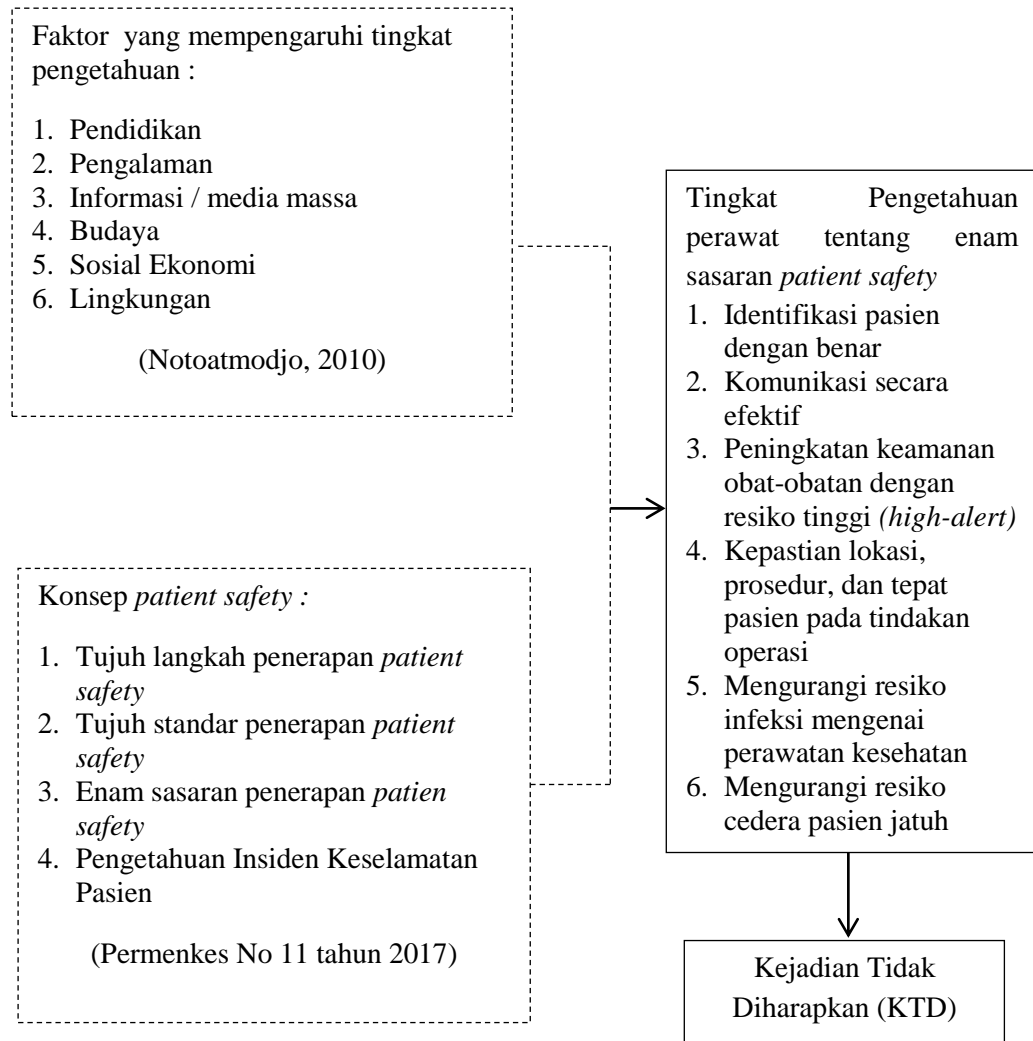 Faktor yang mempengaruhi tingkat
pengetahuan :
1. Pendidikan
2. Pengalaman
3. Informasi / media massa
4. Budaya
5. Sosial Ekonomi
6. Lingkungan
(Notoatmodjo, 2010)
Konsep patient safety :
1. Tujuh langkah penerapan patient
safety
2. Tujuh standar penerapan patient
safety
3. Enam sasaran penerapan patien
safety
4. Pengetahuan Insiden Keselamatan
Pasien
(Permenkes No 11 tahun 2017)
Tingkat Pengetahuan
perawat tentang enam
sasaran patient safety
1. Identifikasi pasien
dengan benar
2. Komunikasi secara
efektif
3. Peningkatan keamanan
obat-obatan dengan
resiko tinggi (high-alert)
4. Kepastian lokasi,
prosedur, dan tepat
pasien pada tindakan
operasi
5. Mengurangi resiko
infeksi mengenai
perawatan kesehatan
6. Mengurangi resiko
cedera pasien jatuh
Kejadian Tidak
Diharapkan (KTD)